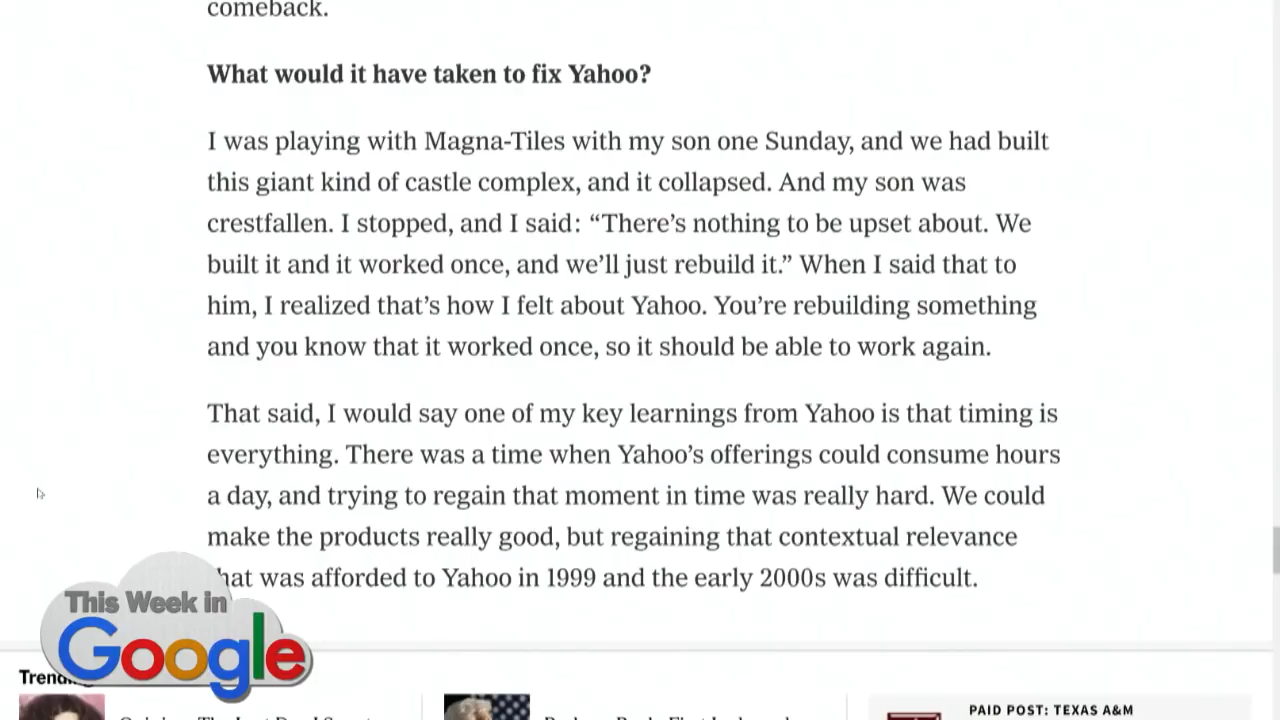 comeback.
What would it have taken to fix Yahoo?
I was playing with Magna-Tiles with my son one Sunday, and we had built
this giant kind of castle complex, and it collapsed. And my son was
crestfallen. I stopped, and I said: “There’s nothing to be upset about. We
built it and it worked once, and we’ll just rebuild it.” When I said that to
him, I realized that’s how I felt about Yahoo. You’re rebuilding something
and you know that it worked once, so it should be able to work again.
That said, I would say one of my key learnings from Yahoo is that timing is
everything. There was a time when Yahoo’s offerings could consume hours
a day, and trying to regain that moment in time was really hard. We could
make the products really good, but regaining that contextual relevance
hat was afforded to Yahoo in 1999 and the early 2000s was difficult.
This Week in
Google
PAID POST: TEXAS A&M